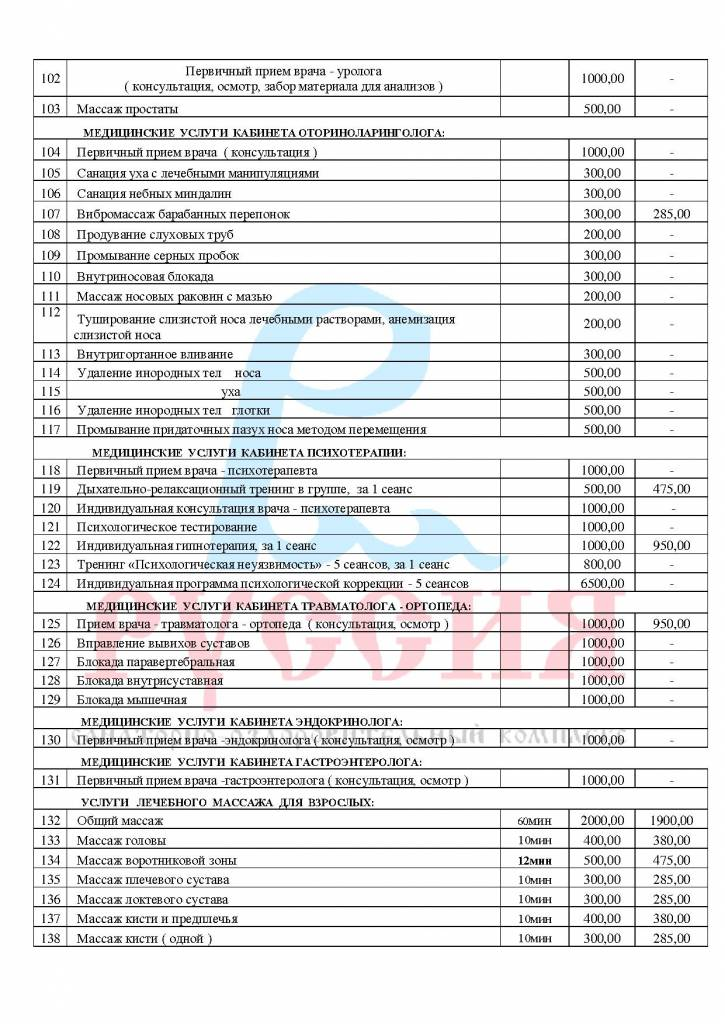 102 Первичный прием врача - уролога
( консультация, осмотр, забор материала для анализов ) 1000,00 -
103 Массаж простаты 500,00 -
МЕДИЦИНСКИЕ УСЛУГИ КАБИНЕТА ОТОРИНОЛАРИНГОЛОГА:
104 Первичный прием врача ( консультация ) 1000,00 -
105 Санация уха с лечебными манипуляциями 300,00 -
106 Санация небных миндалин 300,00 -
107 Вибромассаж барабанных перепонок 300,00 285,00
108 Продувание слуховых труб 200,00 -
109 Промывание серных пробок 300,00 -
110 Внутриносовая блокада 300,00 -
111 Массаж носовых раковин с мазью 200,00 -
112 Туширование слизистой носа лечебными растворами, анемизация
слизистой носа 200,00 -
113 Внутригортанное вливание 300,00 -
114 Удаление инородных тел носа 500,00 -
115 уха 500,00 -
116 Удаление инородных тел глотки 500,00 -
117 Промывание придаточных пазух носа методом перемещения 500,00 -
МЕДИЦИНСКИЕ УСЛУГИ КАБИНЕТА ПСИХОТЕРАПИИ:
118 Первичный прием врача - психотерапевта 1000,00 -
119 Дыхательно-релаксационный тренинг в группе, за 1 сеанс 500,00 475,00
120 Индивидуальная консультация врача - психотерапевта 1000,00 -
121 Психологическое тестирование 1000,00 -
122 Индивидуальная гипнотерапия, за 1 сеанс 1000,00 950,00
123 Тренинг «Психологическая неуязвимость» - 5 сеансов, за 1 сеанс 800,00 -
124 Индивидуальная программа психологической коррекции - 5 сеансов 6500,00 -
МЕДИЦИНСКИЕ УСЛУГИ КАБИНЕТА ТРАВМАТОЛОГА - ОРТОПЕДА:
125 Прием врача - травматолога - ортопеда ( консультация, осмотр ) 1000,00 950,00
126 Вправление вывихов суставов 1000,00 -
РУССИЯ
127 Блокада паравертебральная 1000,00 -
128 Блокада внутрисуставная 1000,00 -
129 Блокада мышечная 1000,00 -
МЕДИЦИНСКИЕ УСЛУГИ КАБИНЕТА ЭНДОКРИНОЛОГА:
санаторно оздоровительный комплекс
130 Первичный прием врача -эндокринолога ( консультация, осмотр ) 1000,00 -
МЕДИЦИНСКИЕ УСЛУГИ КАБИНЕТА ГАСТРОЭНТЕРОЛОГА:
131 Первичный прием врача -гастроэнтеролога ( консультация, осмотр ) 1000,00 -
УСЛУГИ ЛЕЧЕБНОГО МАССАЖА ДЛЯ ВЗРОСЛЫХ:
132 Общий массаж 60мин 2000,00 1900,00
133 Массаж головы 10мин 400,00 380,00
134 Массаж воротниковой зоны 12мин 500,00 475,00
135 Массаж плечевого сустава 10мин 300,00 285,00
136 Массаж локтевого сустава 10мин 300,00 285,00
137 Массаж кисти и предплечья 10мин 400,00 380,00
138 Массаж кисти ( одной ) 10мин 300,00 285,00